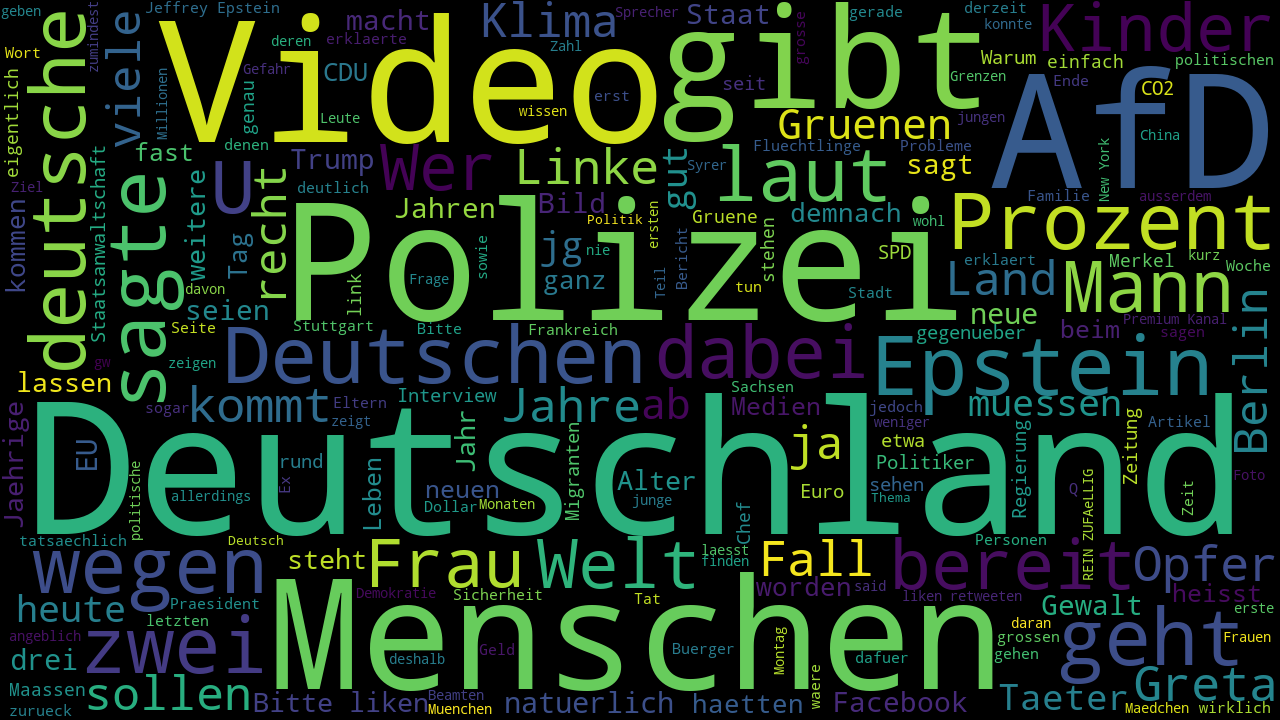 geben
Jeffrey Epstein
macht
Klima
Sprecher
Staat
gerade
derzeit
konnte
Kinder
deutsche
zumindest
viele
Video
deren
erklaerte
Zahl
gibt
grosse
Warum
einfach
politischen
Wort
Gefahr
CDU
seit
Grenzen
Ende
AfD
CO2
eigentlich
Millionen
genau
Leute
wissen
erst
Gruenen
jungen
China
fast
denen
Trump
Wer
Linke
gut
laut
Fluechtlinge
Probleme
sagt
New York
Ziel
Staatsanwaltschaft
sagte
weitere
U
recht
deutlich
Syrer
Familie
ausserdem
Jahren
Bild
Politik
ersten
Gruene
demnach
wohl
Prozent
kommen
Tag
Polizei
sowie
jg
nie
Bericht
stehen
SPD
erklaert
Merkel
kurz
davon
link
Frage
ganz
Teil
tun
Stadt
Land
Mann
Woche
seien
Seite
Stuttgart
Bitte
Frankreich
gegenueber
neue
beim
Premium Kanal
sagen
Berlin
gw
zeigen
Deutschen
dabei
Epstein
lassen
sogar
kommt
Eltern
zeigt
Interview
Jahre
ab
Sachsen
Medien
jedoch
weniger
muessen
Zeitung
Artikel
Jaehrige
EU
Deutschland
Jahr
Migranten
ja
etwa
Politiker
Regierung
politische
allerdings
rund
Ex
Leben
neuen
Dollar
Monaten
Alter
junge
Chef
Euro
sehen
Thema
Q
REIN ZUFAeLLIG
Zeit
Foto
tatsaechlich
Deutsch
Personen
wegen
steht
Frau
Welt
laesst
finden
Fall
bereit
Opfer
heute
Praesident
Demokratie
Sicherheit
Tat
worden
said
liken retweeten
Gewalt
heisst
erste
angeblich
letzten
Menschen
daran
grossen
gehen
geht
Frauen
drei
zwei
deshalb
Geld
Buerger
Montag
dafuer
Maassen
zurueck
sollen
Bitte liken
Beamten
Muenchen
natuerlich
haetten
waere
Facebook
Taeter
Greta
Maedchen
wirklich